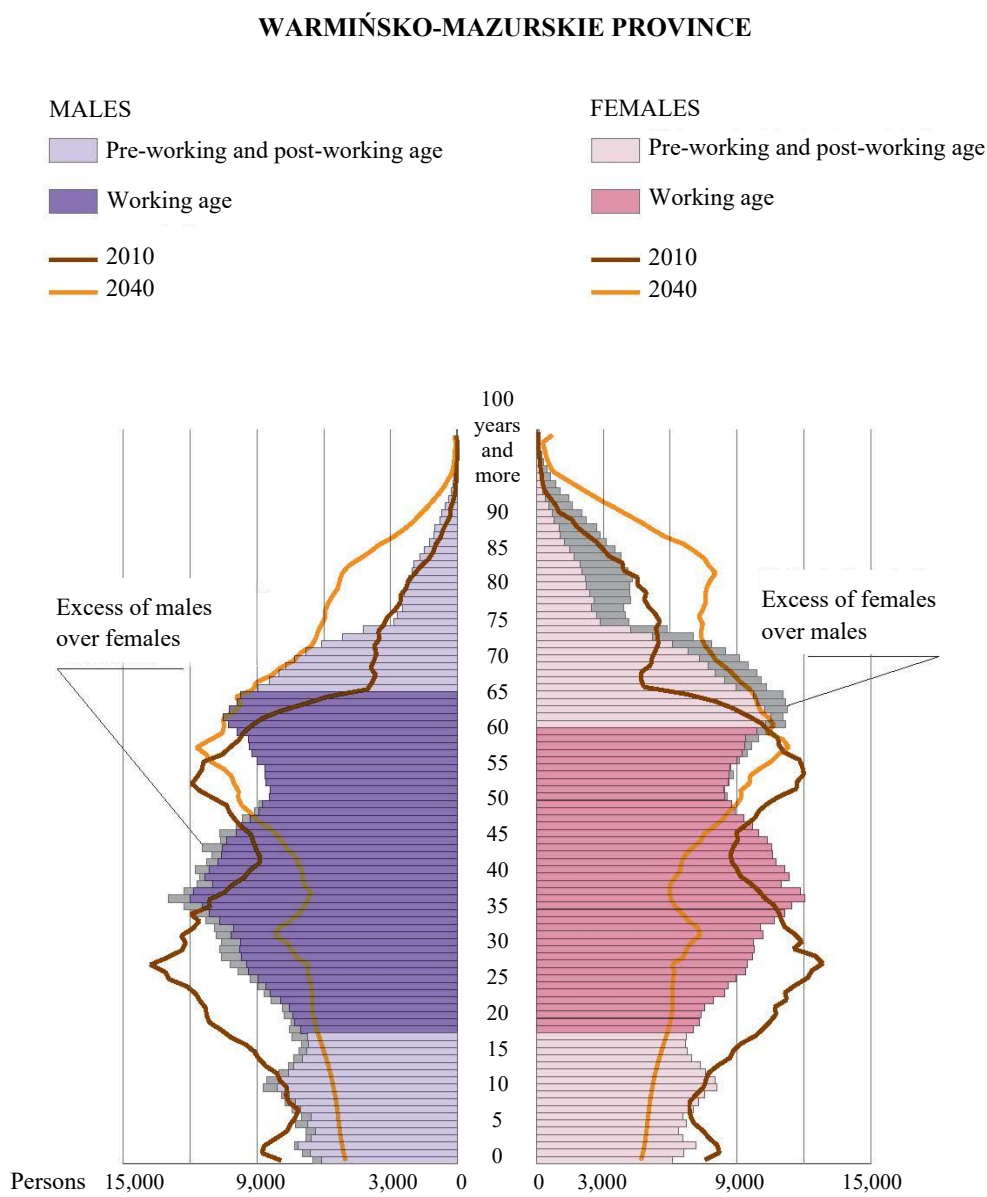 WARMIŃSKO-MAZURSKIE PROVINCE
MALES
Pre-working and post-working age
Working age
2010
2040
FEMALES
Pre-working and post-working age
Working age
2010
2040
100
years
and
more
90
85
80
75
70
65
60
55
50
45
40
35
30
25
20
15
10
5
0
Excess of males
over females
Excess of females
over males
Persons 15,000 9,000 3,000 0 0 3,000 9,000 15,000